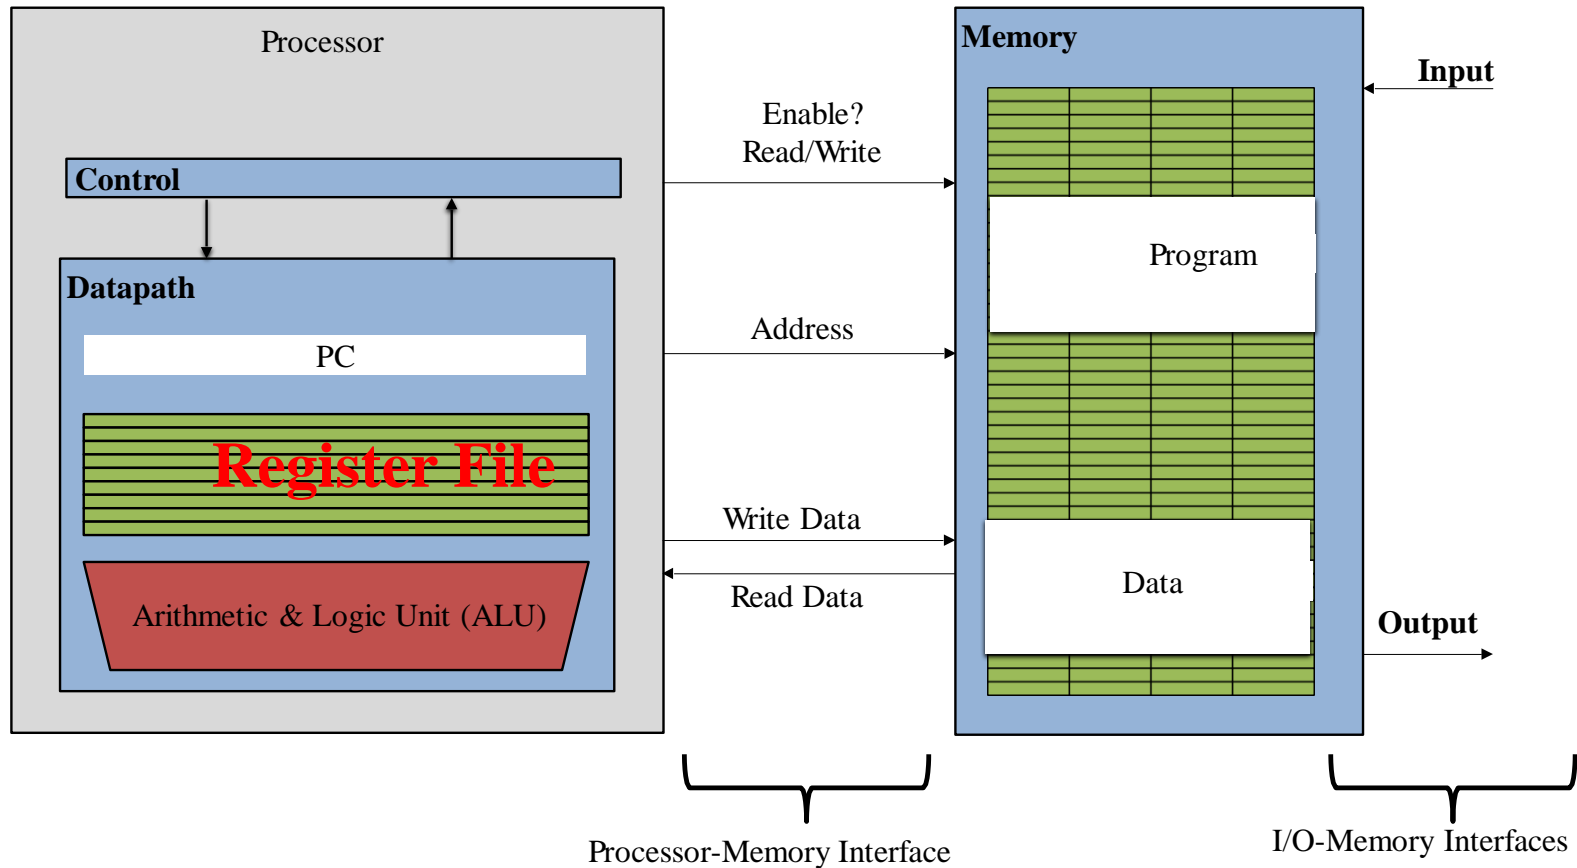 Processor
Control
Datapath
PC
Register File
Arithmetic & Logic Unit (ALU)
Enable?
Read/Write
Address
Write Data
Read Data
Processor-Memory Interface
Memory
Program
Data
Input
Output
I/O-Memory Interfaces